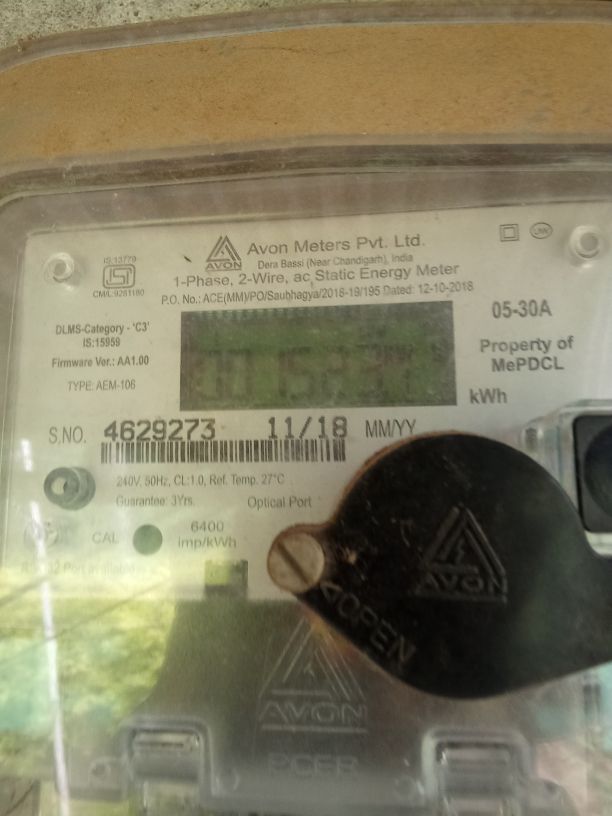 AVON
Avon Meters Pvt. Ltd.
Dera Bassi (Near Chandigarh), India
1-Phase, 2-Wire, ac Static Energy Meter
P.O. No.: ACE(MM)/PO/Saubhagya/2018-19/195 Dated: 12-10-2018
IS:13779
CM/L:9281180
DLMS-Category - 'C3'
IS:15959
Firmware Ver.: AA1.00
TYPE: AEM-106
05-30A
Property of
MePDCL
kWh
S.NO. 4629273 11/18 MM/YY
240V, 50Hz, CL:1.0, Ref. Temp. 27°C
Guarantee: 3Yrs. Optical Port
CAL 6400
imp/kWh
Port available
AVON
OPEN
AVON